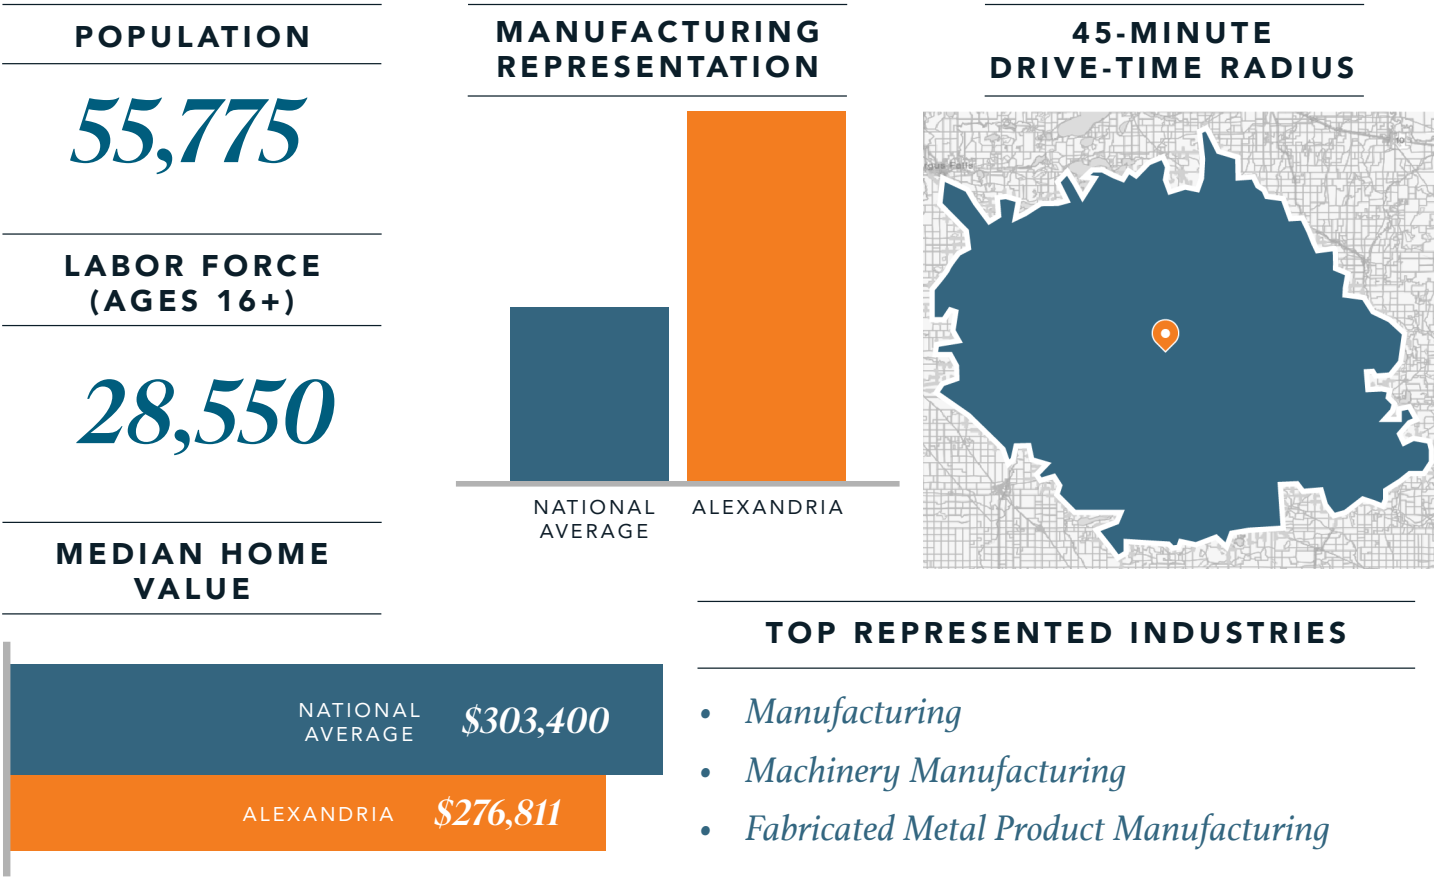 POPULATION
55,775
LABOR FORCE
(AGES 16+)
28,550
MEDIAN HOME
VALUE
NATIONAL
AVERAGE
$303,400
ALEXANDRIA
$276,811
MANUFACTURING
REPRESENTATION
NATIONAL
AVERAGE
ALEXANDRIA
45-MINUTE
DRIVE-TIME RADIUS
TOP REPRESENTED INDUSTRIES
• Manufacturing
• Machinery Manufacturing
• Fabricated Metal Product Manufacturing